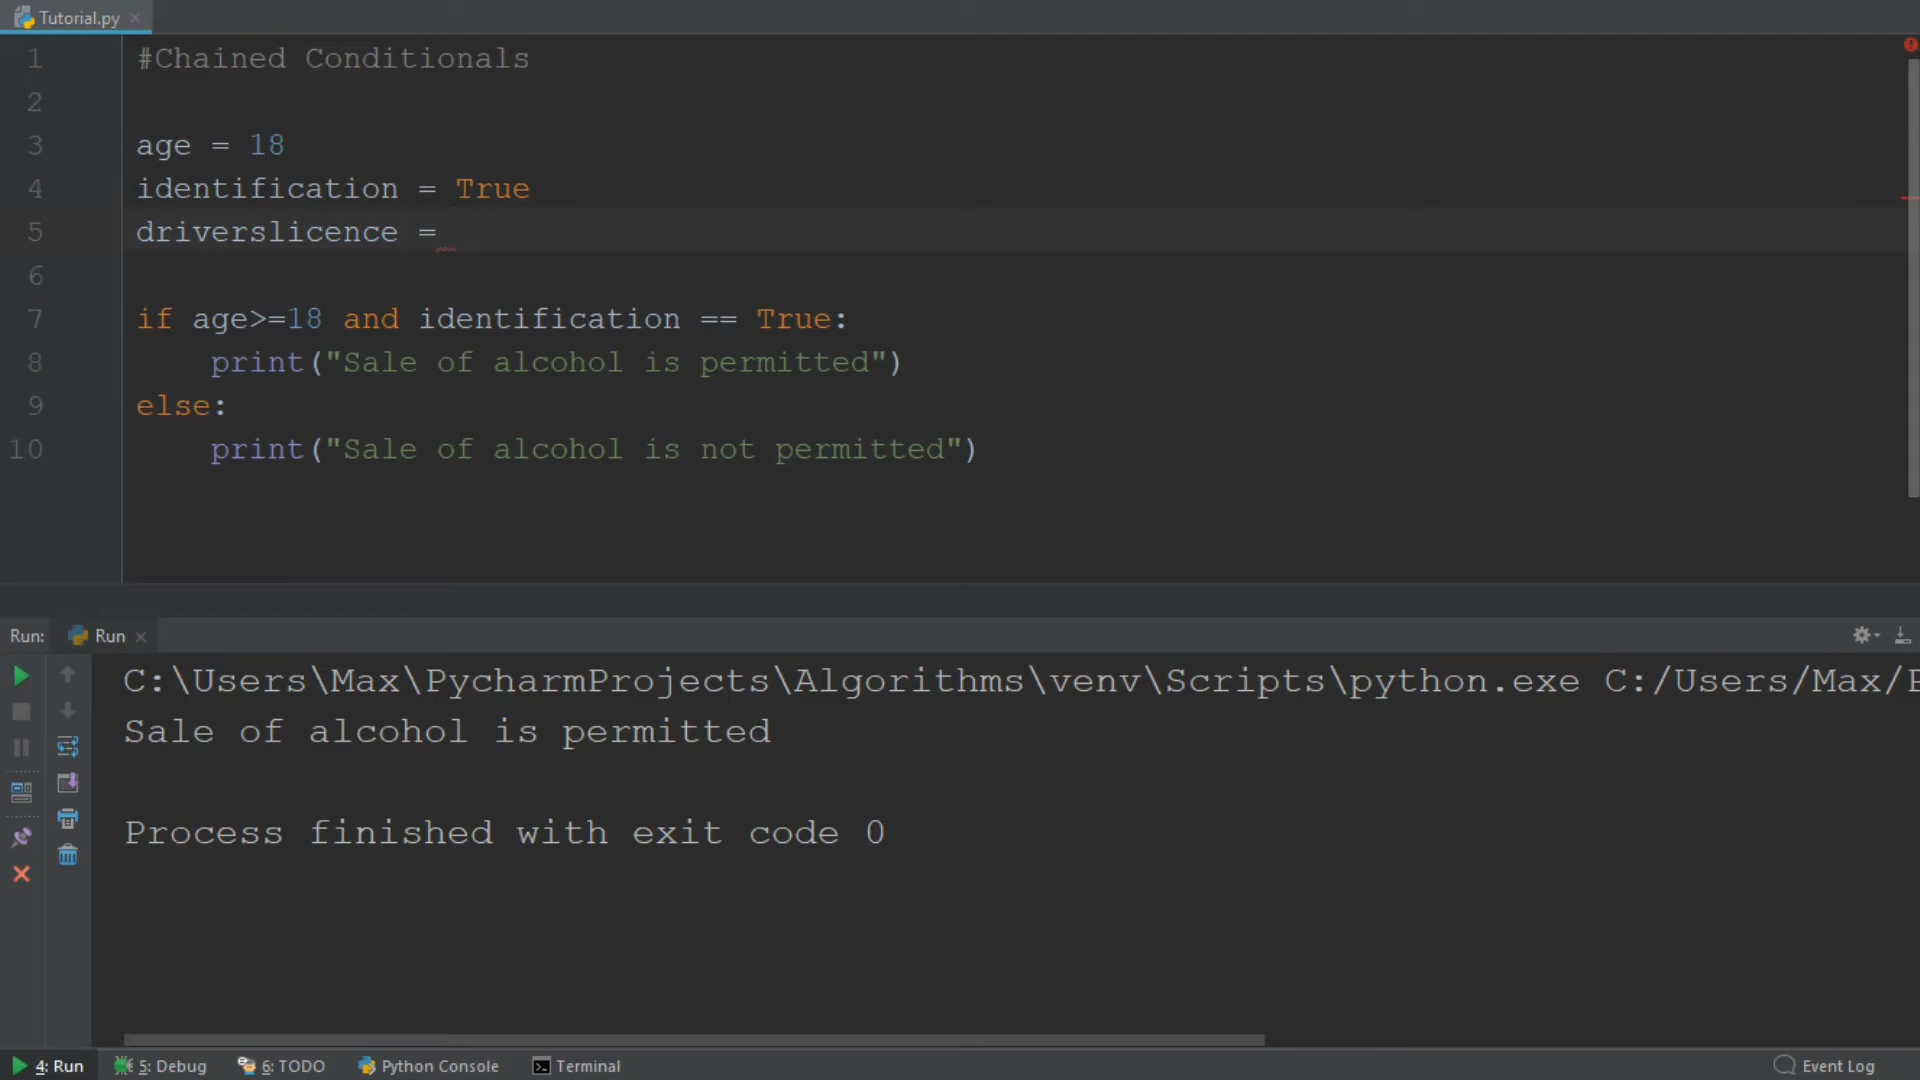 Tutorial.py
1 #Chained Conditionals
2
3 age = 18
4 identification = True
5 driverslicence =
6
7 if age>=18 and identification == True:
8     print("Sale of alcohol is permitted")
9 else:
10     print("Sale of alcohol is not permitted")
Run: Run
C:\Users\Max\PycharmProjects\Algorithms\venv\Scripts\python.exe C:/Users/Max/
Sale of alcohol is permitted
Process finished with exit code 0
4: Run 5: Debug 6: TODO Python Console Terminal Event Log